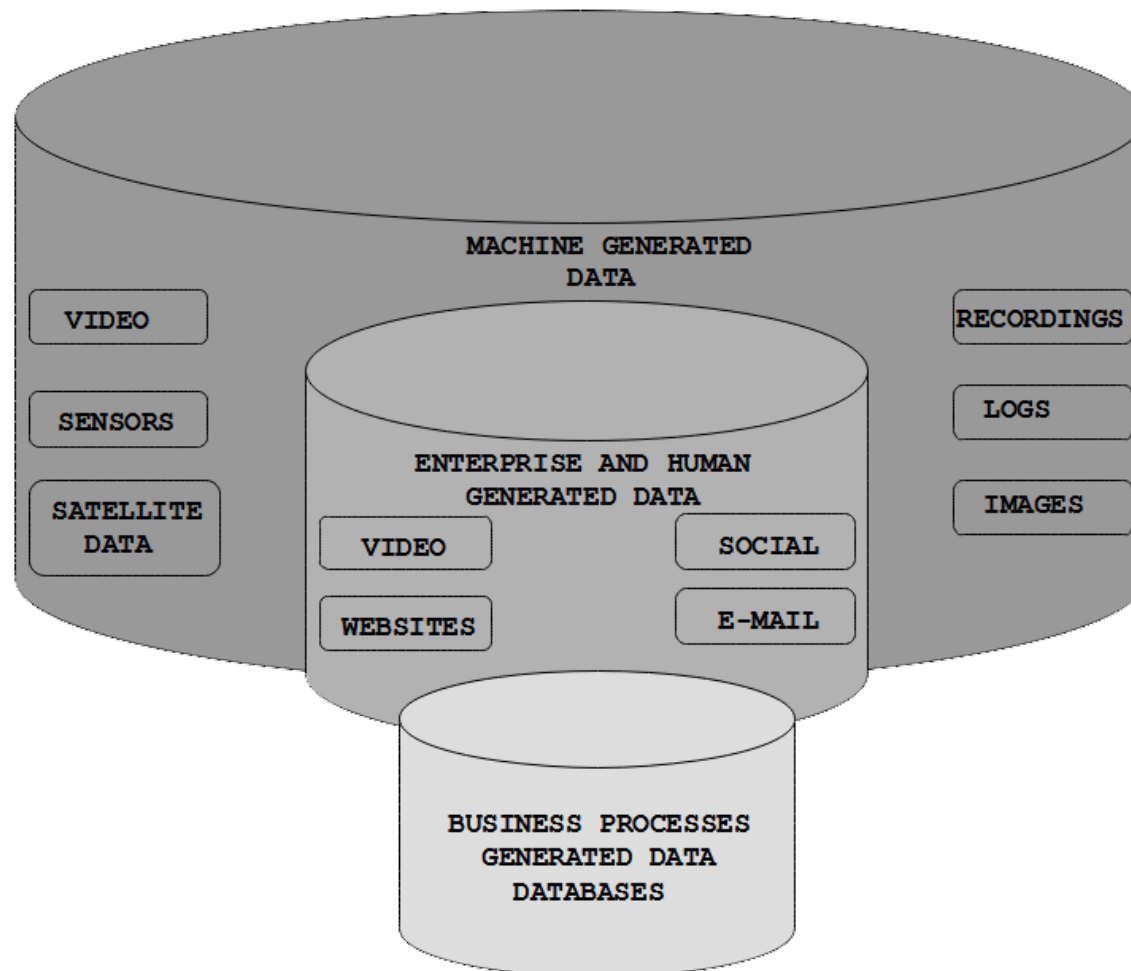 MACHINE GENERATED
DATA
VIDEO
SENSORS
SATELLITE
DATA
RECORDINGS
LOGS
IMAGES
ENTERPRISE AND HUMAN
GENERATED DATA
VIDEO
WEBSITES
SOCIAL
E-MAIL
BUSINESS PROCESSES
GENERATED DATA
DATABASES